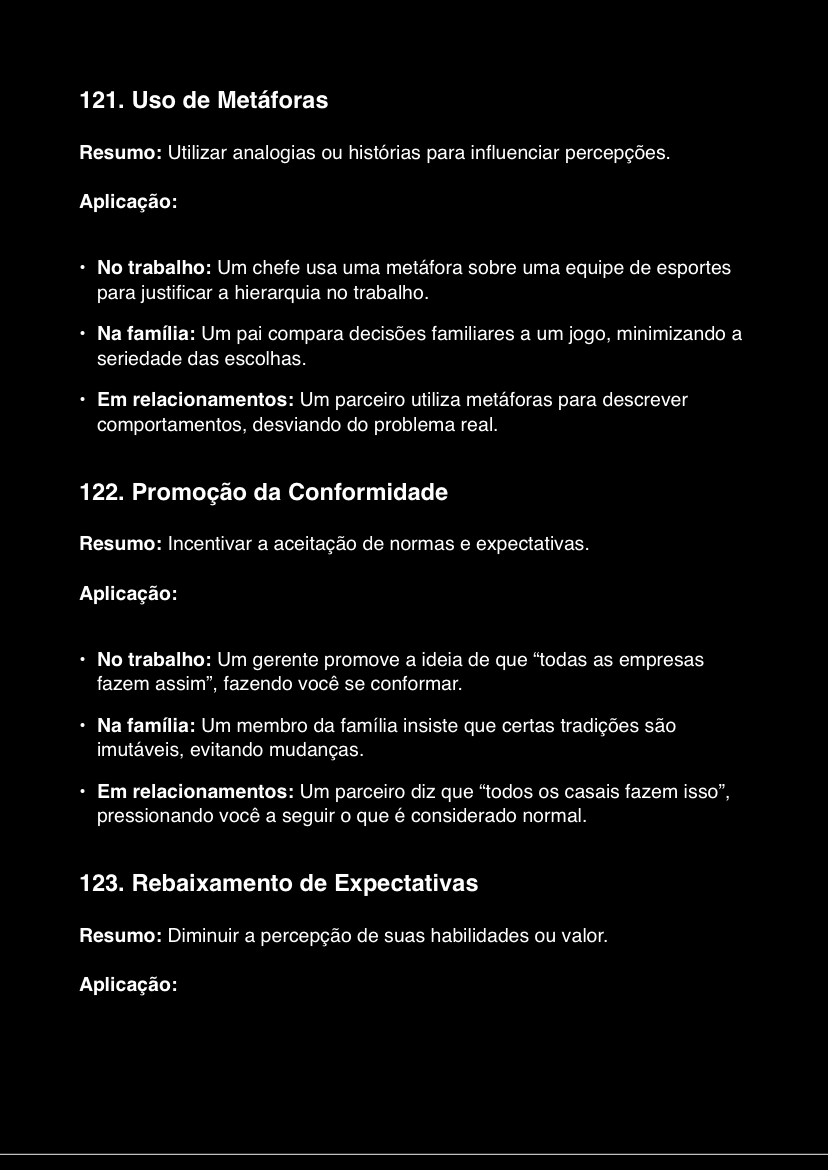 121. Uso de Metáforas
Resumo: Utilizar analogias ou histórias para influenciar percepções.
Aplicação:
• No trabalho: Um chefe usa uma metáfora sobre uma equipe de esportes
para justificar a hierarquia no trabalho.
• Na família: Um pai compara decisões familiares a um jogo, minimizando a
seriedade das escolhas.
• Em relacionamentos: Um parceiro utiliza metáforas para descrever
comportamentos, desviando do problema real.
122. Promoção da Conformidade
Resumo: Incentivar a aceitação de normas e expectativas.
Aplicação:
• No trabalho: Um gerente promove a ideia de que “todas as empresas
fazem assim”, fazendo você se conformar.
• Na família: Um membro da família insiste que certas tradições são
imutáveis, evitando mudanças.
• Em relacionamentos: Um parceiro diz que “todos os casais fazem isso”,
pressionando você a seguir o que é considerado normal.
123. Rebaixamento de Expectativas
Resumo: Diminuir a percepção de suas habilidades ou valor.
Aplicação: